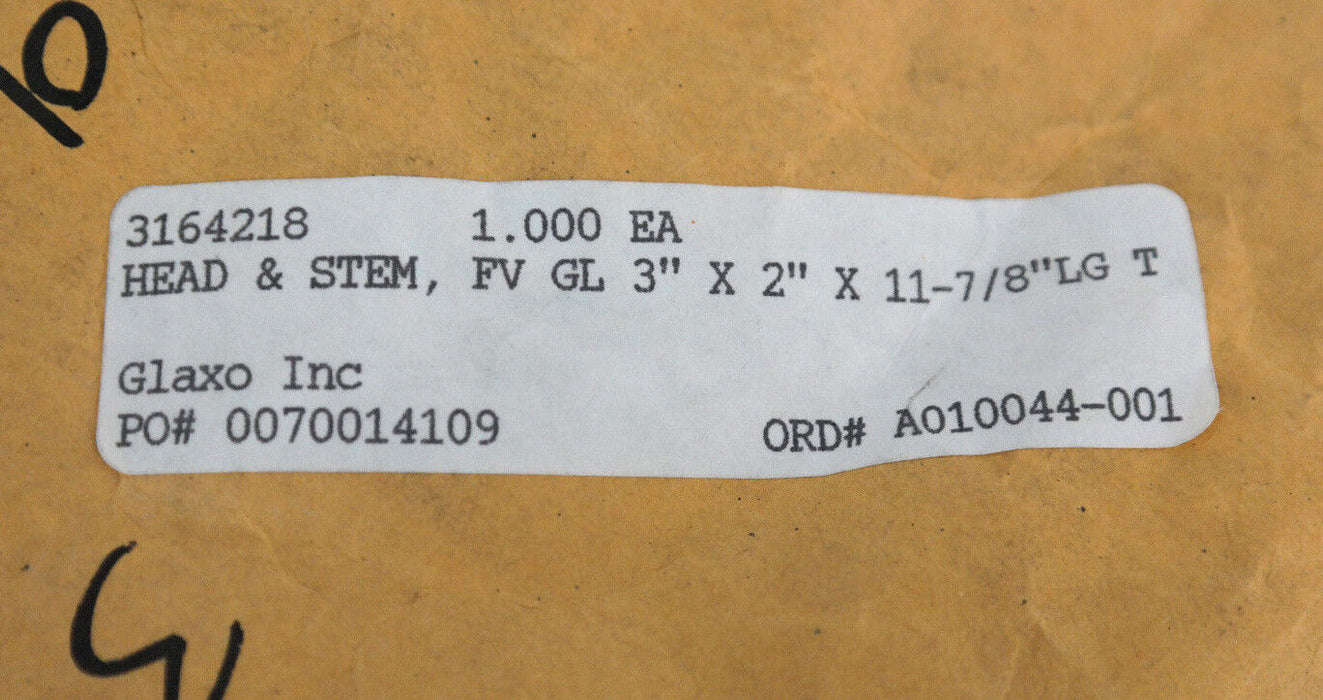 3164218 1.000 EA
HEAD & STEM, FV GL 3" X 2" X 11-7/8"LG T
Glaxo Inc
PO# 0070014109 ORD# A010044-001